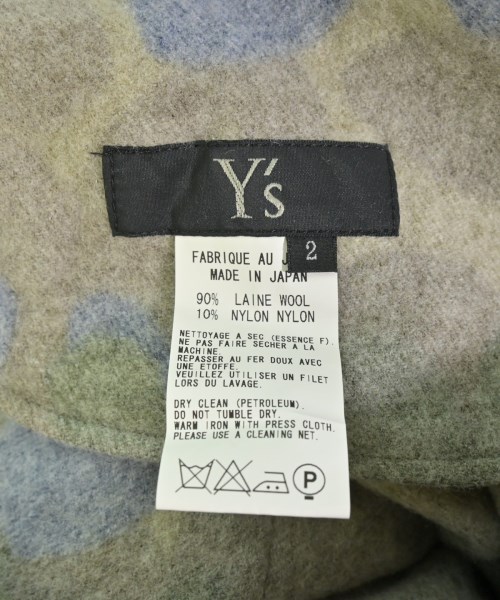 Y's
2
FABRIQUE AU J
MADE IN JAPAN
90% LAINE WOOL
10% NYLON NYLON
NETTOYAGE A SEC (ESSENCE F).
NE PAS FAIRE SECHER A LA
MACHINE.
REPASSER AU FER DOUX AVEC
UNE ETOFFE.
VEUILLEZ UTILISER UN FILET
LORS DU LAVAGE.
DRY CLEAN (PETROLEUM).
DO NOT TUMBLE DRY.
WARM IRON WITH PRESS CLOTH.
PLEASE USE A CLEANING NET.
P